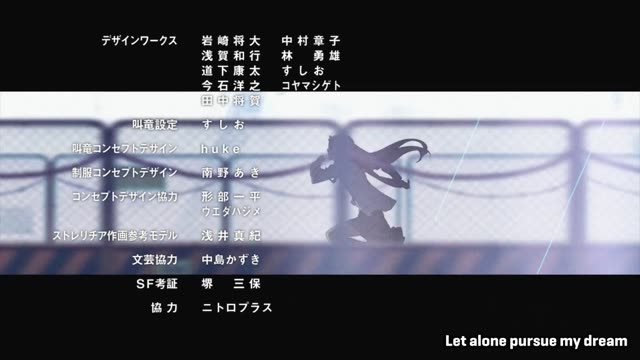 デザインワークス 岩崎将大 中村章子
浅賀和行 林 勇雄
道下康太 すしお
今石洋之 コヤマシゲト
田中将賀
叫竜設定 すしお
叫竜コンセプトデザイン huke
制服コンセプトデザイン 南野あき
コンセプトデザイン協力 形部一平
ウエダハジメ
ストレリチア作画参考モデル 浅井真紀
文芸協力 中島かずき
SF考証 堺 三保
協力 ニトロプラス
Let alone pursue my dream